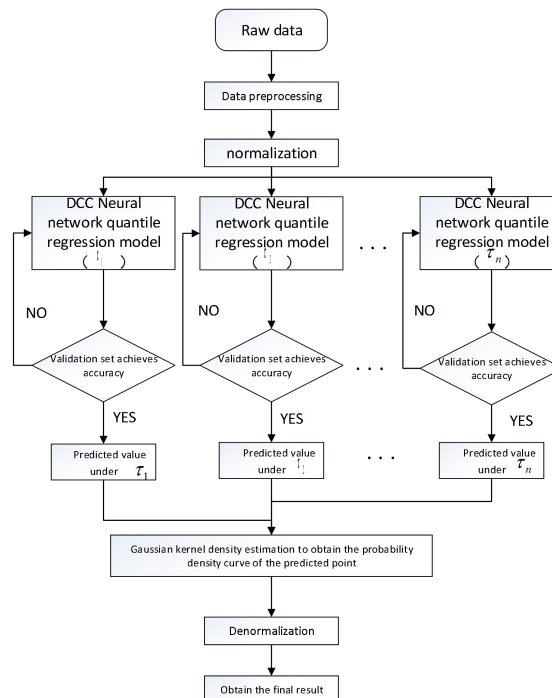 Raw data
Data preprocessing
normalization
DCC Neural
network quantile
regression model
( )
DCC Neural
network quantile
regression model
( )
. . .
DCC Neural
network quantile
regression model
( τn )
NO
NO
NO
Validation set achieves
accuracy
Validation set achieves
accuracy
. . .
Validation set achieves
accuracy
YES
YES
YES
Predicted value
under τ1
Predicted value
under
. . .
Predicted value
under τn
Gaussian kernel density estimation to obtain the probability
density curve of the predicted point
Denormalization
Obtain the final result